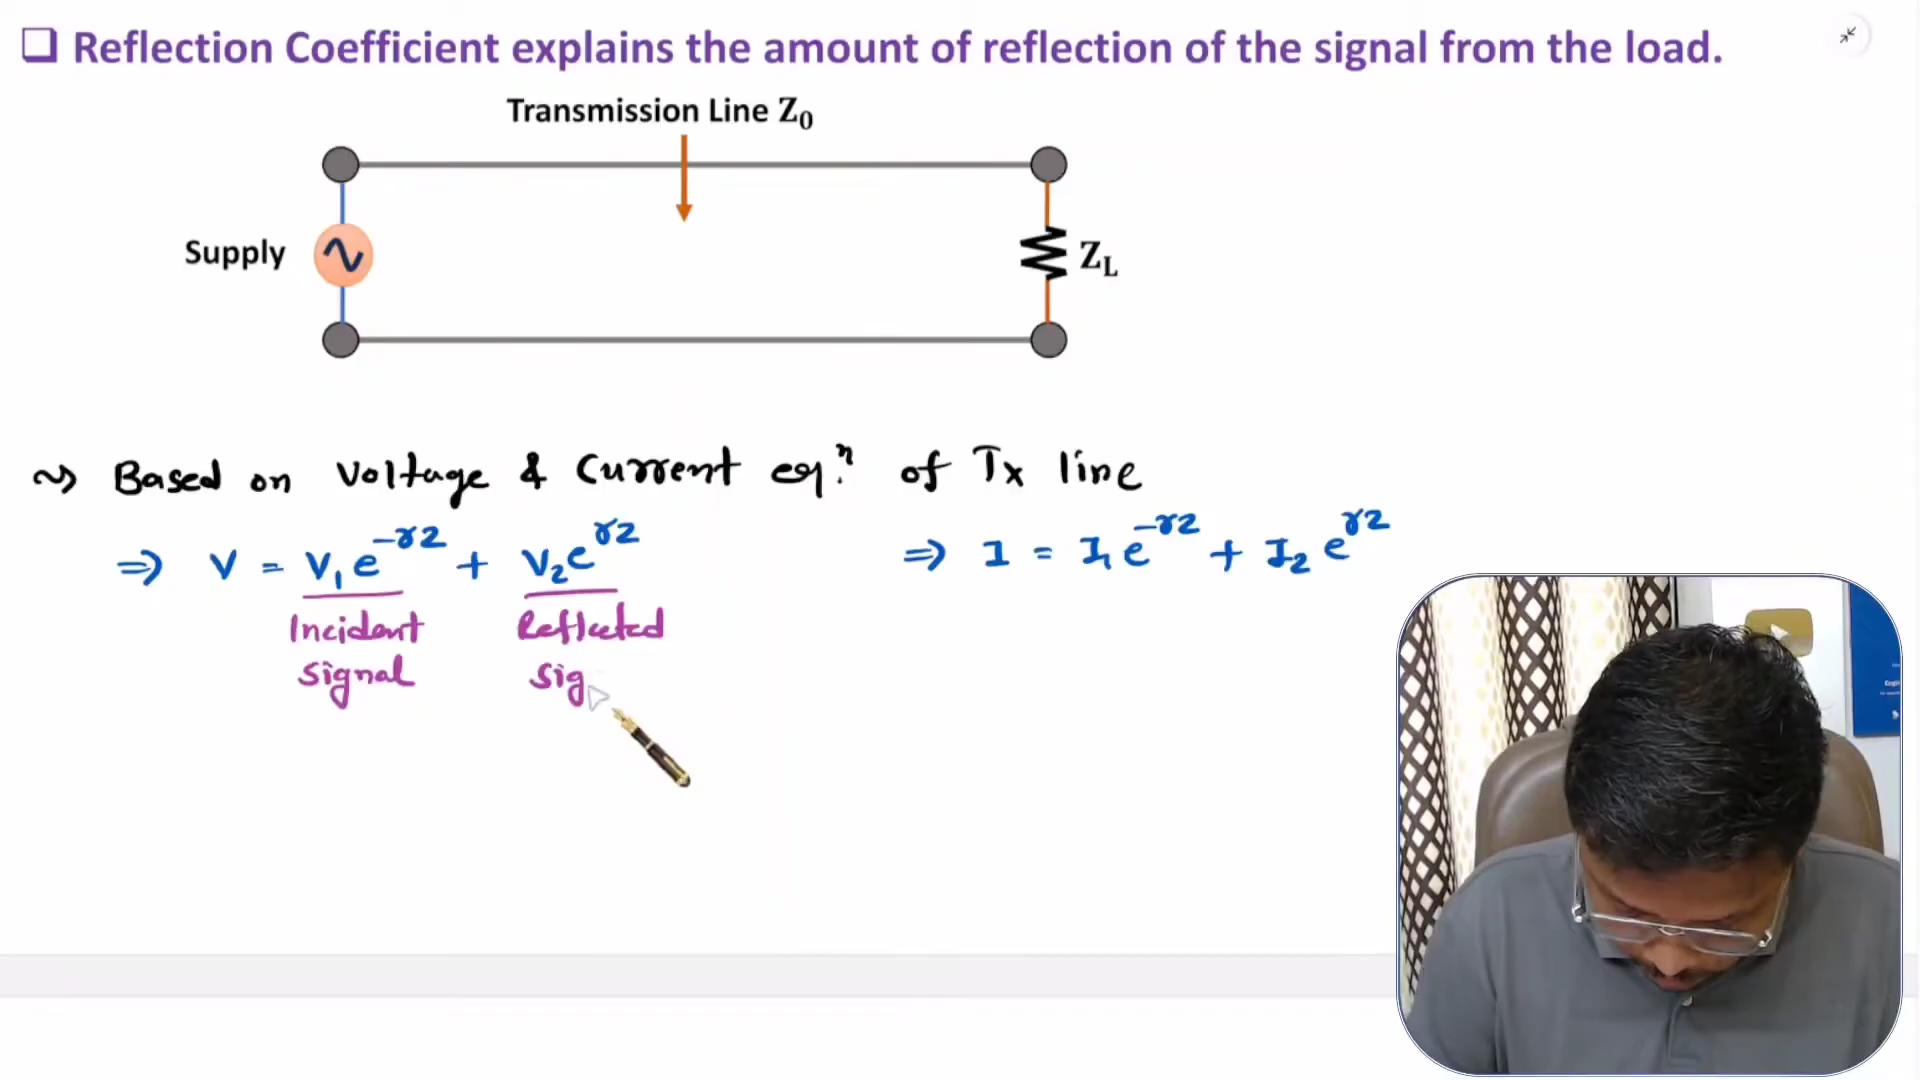 ❑ Reflection Coefficient explains the amount of reflection of the signal from the load.
Transmission Line Z₀
Supply
Z_L
⇝ Based on Voltage & Current eqⁿ of Tx line
⇒ V = V₁e^(-γz) + V₂e^(γz)
⇒ I = I₁e^(-γz) + I₂e^(γz)
Incident
Signal
Reflected
Sig